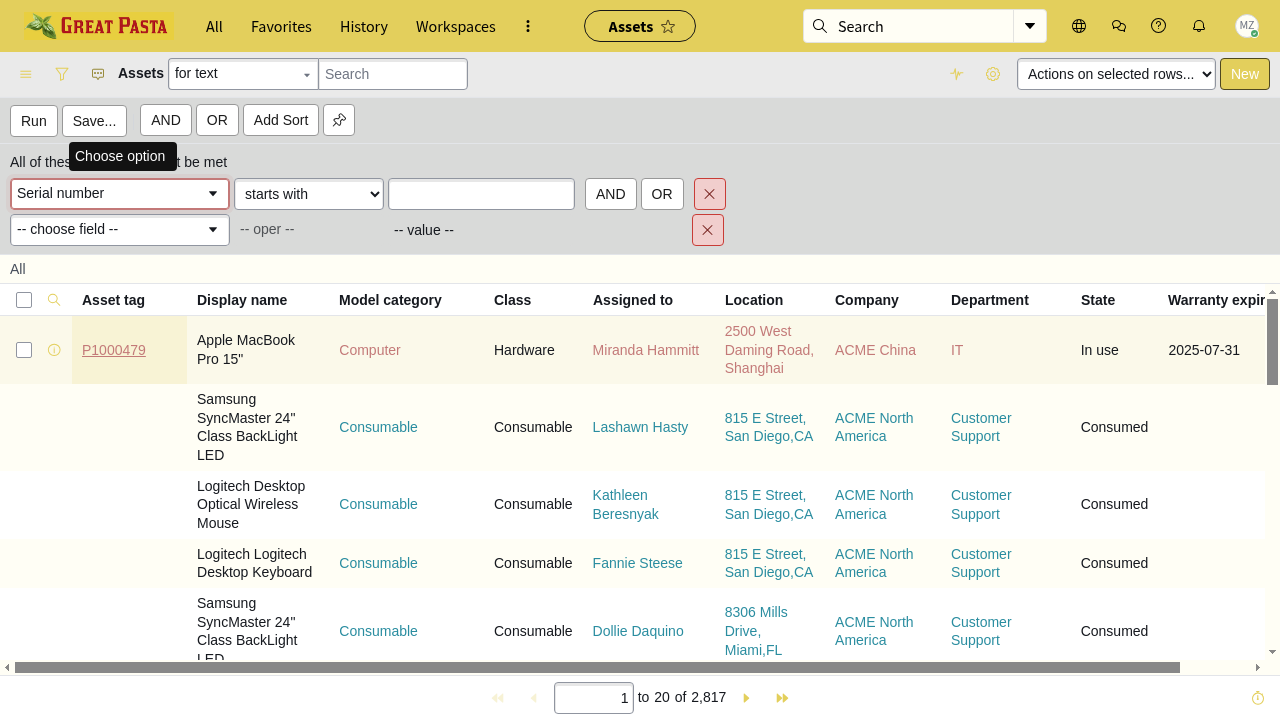 GREAT PASTA All Favorites History Workspaces Assets Search MZ
Assets for text Search Actions on selected rows... New
Run Save... AND OR Add Sort
All of thes t be met
Choose option
Serial number starts with AND OR
-- choose field -- -- oper -- -- value --
All
Asset tag Display name Model category Class Assigned to Location Company Department State Warranty expir
P1000479 Apple MacBook Pro 15" Computer Hardware Miranda Hammitt 2500 West Daming Road, Shanghai ACME China IT In use 2025-07-31
Samsung SyncMaster 24" Class BackLight LED Consumable Consumable Lashawn Hasty 815 E Street, San Diego,CA ACME North America Customer Support Consumed
Logitech Desktop Optical Wireless Mouse Consumable Consumable Kathleen Beresnyak 815 E Street, San Diego,CA ACME North America Customer Support Consumed
Logitech Logitech Desktop Keyboard Consumable Consumable Fannie Steese 815 E Street, San Diego,CA ACME North America Customer Support Consumed
Samsung SyncMaster 24" Class BackLight LED Consumable Consumable Dollie Daquino 8306 Mills Drive, Miami,FL ACME North America Customer Support Consumed
1 to 20 of 2,817